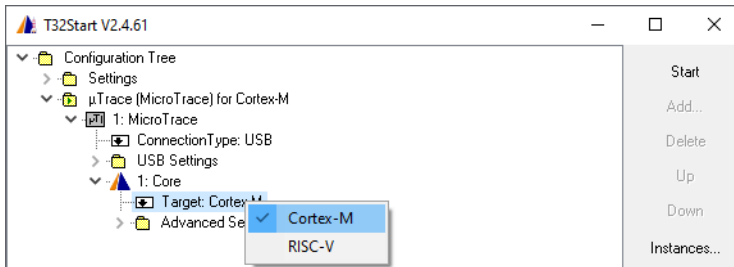 T32Start V2.4.61
Configuration Tree
Start
Settings
μTrace (MicroTrace) for Cortex-M
Add...
μTI 1: MicroTrace
ConnectionType: USB
Delete
USB Settings
1: Core
Up
Target: Cortex-M
Cortex-M
Down
Advanced Se
RISC-V
Instances...